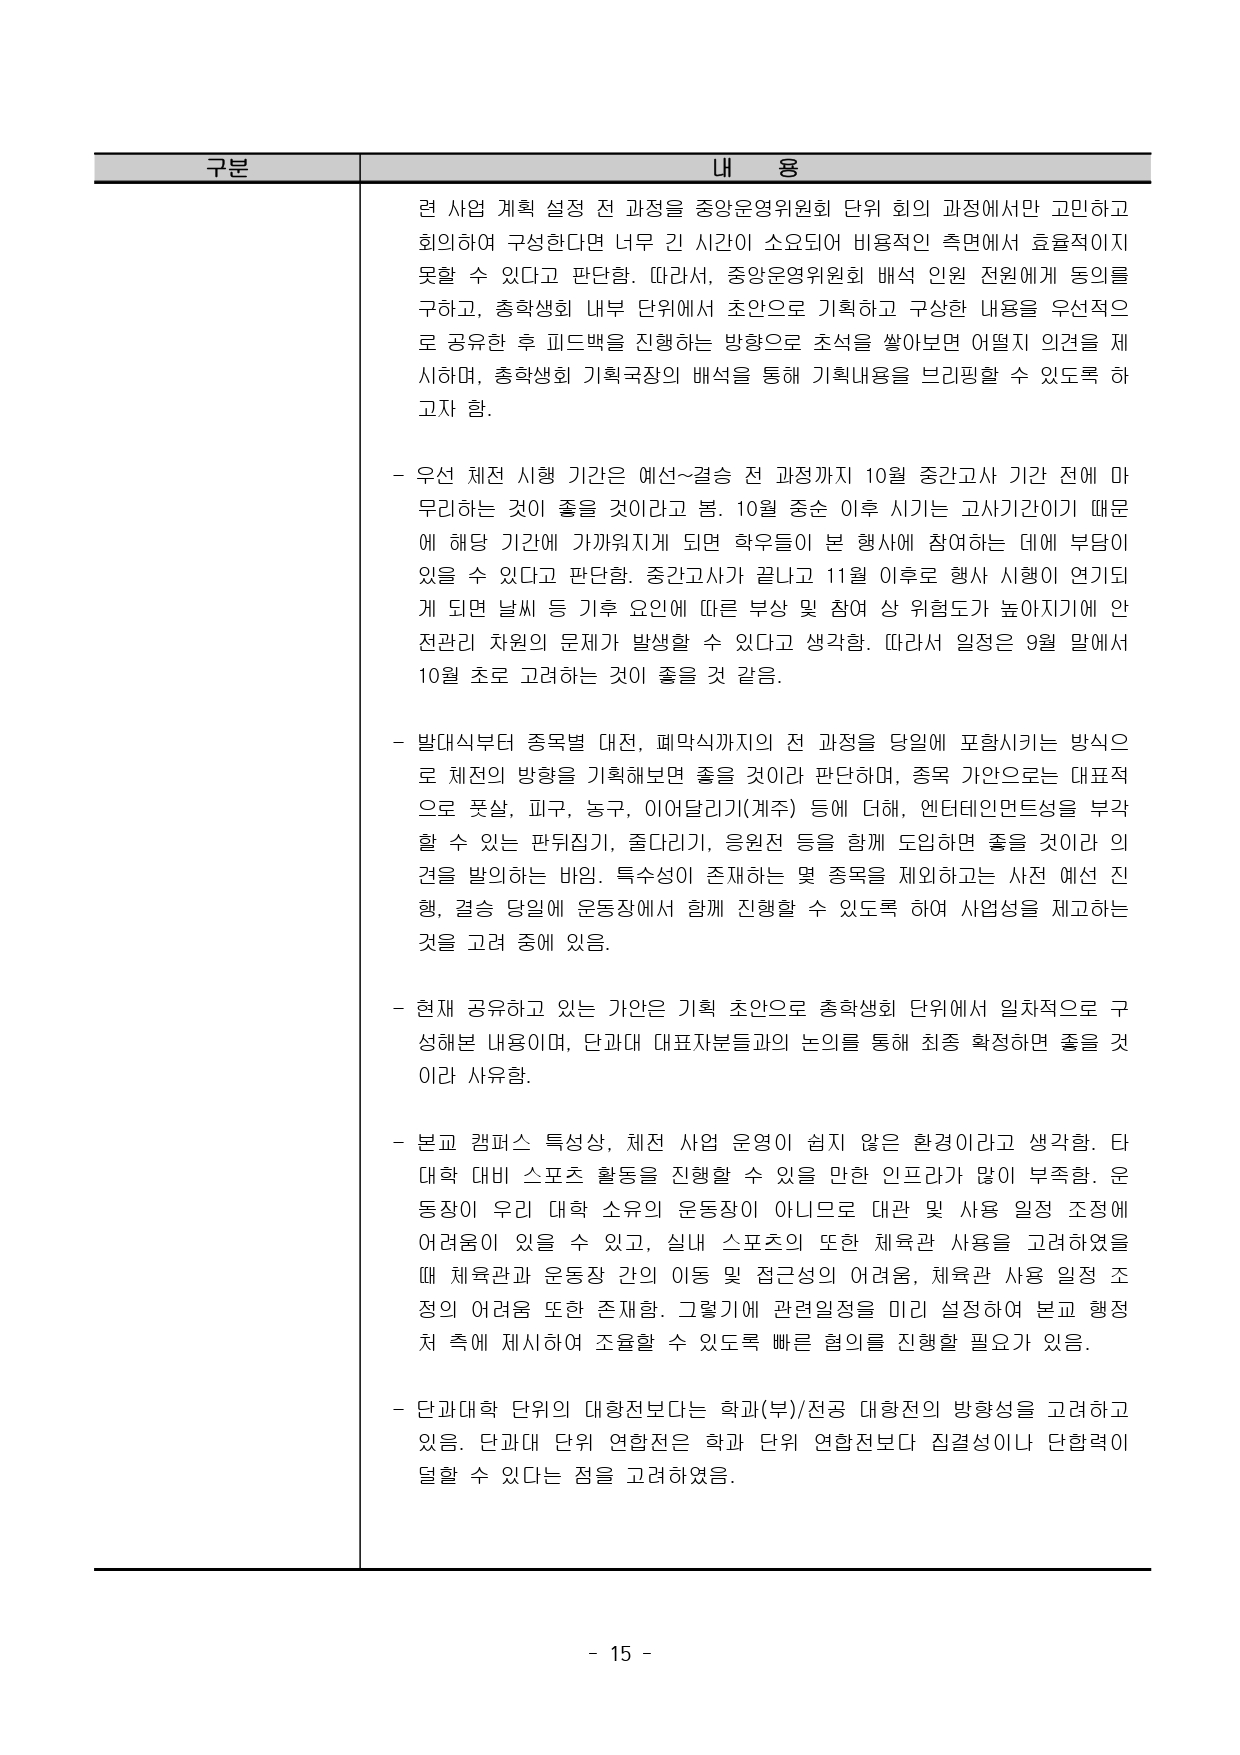 구분
내 용
련 사업 계획 설정 전 과정을 중앙운영위원회 단위 회의 과정에서만 고민하고
회의하여 구성한다면 너무 긴 시간이 소요되어 비용적인 측면에서 효율적이지
못할 수 있다고 판단함. 따라서, 중앙운영위원회 배석 인원 전원에게 동의를
구하고, 총학생회 내부 단위에서 초안으로 기획하고 구상한 내용을 우선적으
로 공유한 후 피드백을 진행하는 방향으로 초석을 쌓아보면 어떨지 의견을 제
시하며, 총학생회 기획국장의 배석을 통해 기획내용을 브리핑할 수 있도록 하
고자 함.
- 우선 체전 시행 기간은 예선~결승 전 과정까지 10월 중간고사 기간 전에 마
무리하는 것이 좋을 것이라고 봄. 10월 중순 이후 시기는 고사기간이기 때문
에 해당 기간에 가까워지게 되면 학우들이 본 행사에 참여하는 데에 부담이
있을 수 있다고 판단함. 중간고사가 끝나고 11월 이후로 행사 시행이 연기되
게 되면 날씨 등 기후 요인에 따른 부상 및 참여 상 위험도가 높아지기에 안
전관리 차원의 문제가 발생할 수 있다고 생각함. 따라서 일정은 9월 말에서
10월 초로 고려하는 것이 좋을 것 같음.
- 발대식부터 종목별 대전, 폐막식까지의 전 과정을 당일에 포함시키는 방식으
로 체전의 방향을 기획해보면 좋을 것이라 판단하며, 종목 가안으로는 대표적
으로 풋살, 피구, 농구, 이어달리기(계주) 등에 더해, 엔터테인먼트성을 부각
할 수 있는 판뒤집기, 줄다리기, 응원전 등을 함께 도입하면 좋을 것이라 의
견을 발의하는 바임. 특수성이 존재하는 몇 종목을 제외하고는 사전 예선 진
행, 결승 당일에 운동장에서 함께 진행할 수 있도록 하여 사업성을 제고하는
것을 고려 중에 있음.
- 현재 공유하고 있는 가안은 기획 초안으로 총학생회 단위에서 일차적으로 구
성해본 내용이며, 단과대 대표자분들과의 논의를 통해 최종 확정하면 좋을 것
이라 사유함.
- 본교 캠퍼스 특성상, 체전 사업 운영이 쉽지 않은 환경이라고 생각함. 타
대학 대비 스포츠 활동을 진행할 수 있을 만한 인프라가 많이 부족함. 운
동장이 우리 대학 소유의 운동장이 아니므로 대관 및 사용 일정 조정에
어려움이 있을 수 있고, 실내 스포츠의 또한 체육관 사용을 고려하였을
때 체육관과 운동장 간의 이동 및 접근성의 어려움, 체육관 사용 일정 조
정의 어려움 또한 존재함. 그렇기에 관련일정을 미리 설정하여 본교 행정
처 측에 제시하여 조율할 수 있도록 빠른 협의를 진행할 필요가 있음.
- 단과대학 단위의 대항전보다는 학과(부)/전공 대항전의 방향성을 고려하고
있음. 단과대 단위 연합전은 학과 단위 연합전보다 집결성이나 단합력이
덜할 수 있다는 점을 고려하였음.
- 15 -